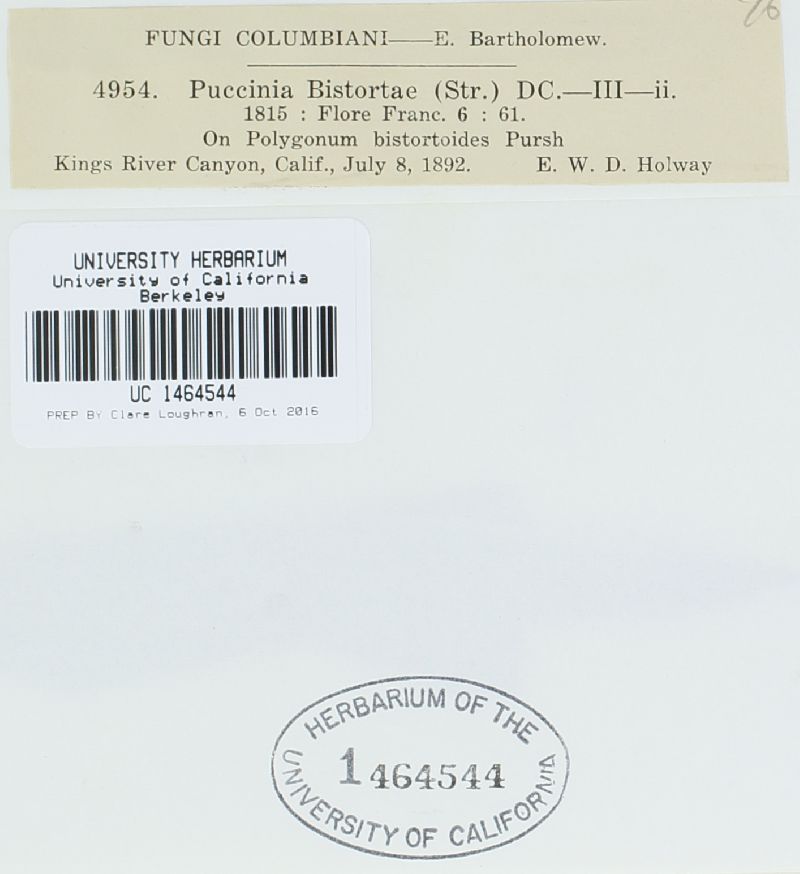 76
FUNGI COLUMBIANI——E. Bartholomew.
4954. Puccinia Bistortae (Str.) DC.—III—ii.
1815 : Flore Franc. 6 : 61.
On Polygonum bistortoides Pursh
Kings River Canyon, Calif., July 8, 1892. E. W. D. Holway
UNIVERSITY HERBARIUM
University of California
Berkeley
UC 1464544
PREP BY Clare Loughran, 6 Oct 2016
HERBARIUM OF THE
1464544
UNIVERSITY OF CALIFORNIA